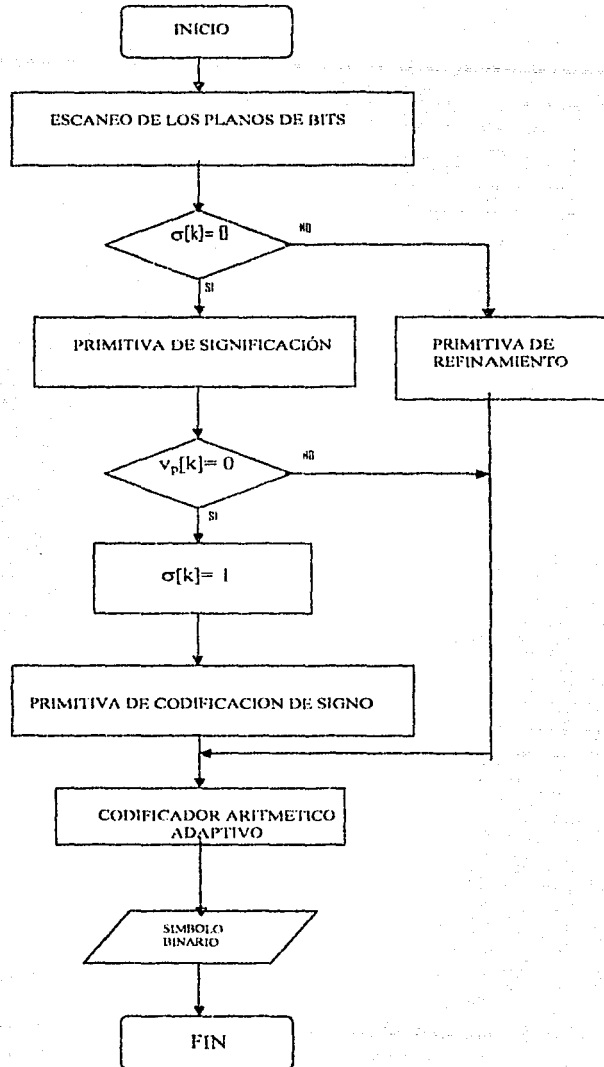 INICIO
ESCANEO DE LOS PLANOS DE BITS
σ[k]= 0
NO
SI
PRIMITIVA DE SIGNIFICACIÓN
PRIMITIVA DE
REFINAMIENTO
vp[k]= 0
NO
SI
σ[k]= 1
PRIMITIVA DE CODIFICACION DE SIGNO
CODIFICADOR ARITMETICO
ADAPTIVO
SIMBOLO
BINARIO
FIN